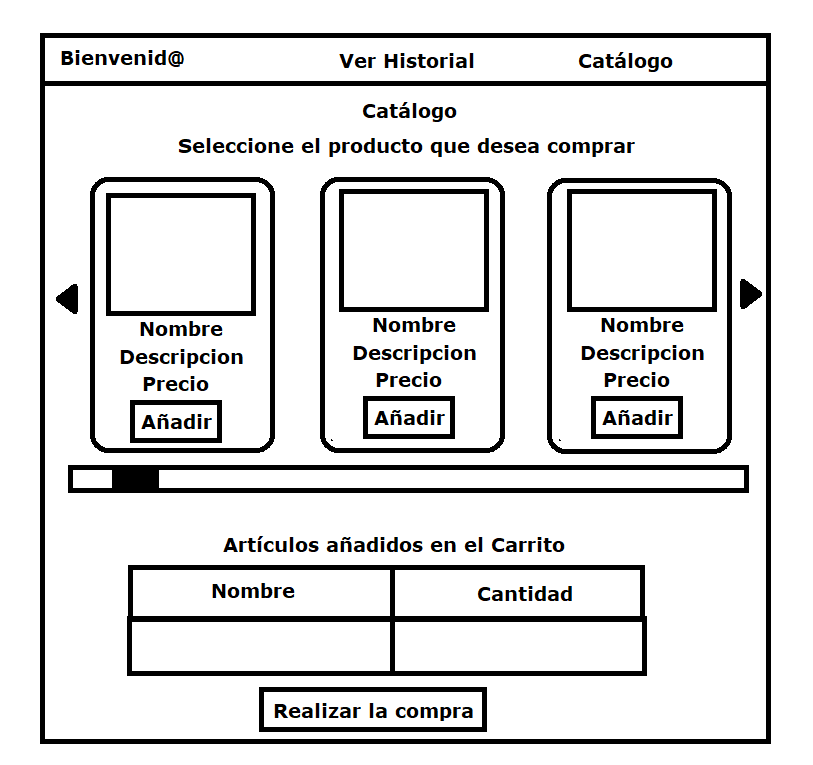 Bienvenid@ Ver Historial Catálogo
Catálogo
Seleccione el producto que desea comprar
Nombre
Descripcion
Precio
Añadir
Nombre
Descripcion
Precio
Añadir
Nombre
Descripcion
Precio
Añadir
Artículos añadidos en el Carrito
Nombre Cantidad
Realizar la compra